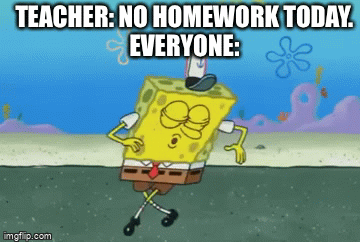 TEACHER: NO HOMEWORK TODAY.
EVERYONE:
imgflip.com